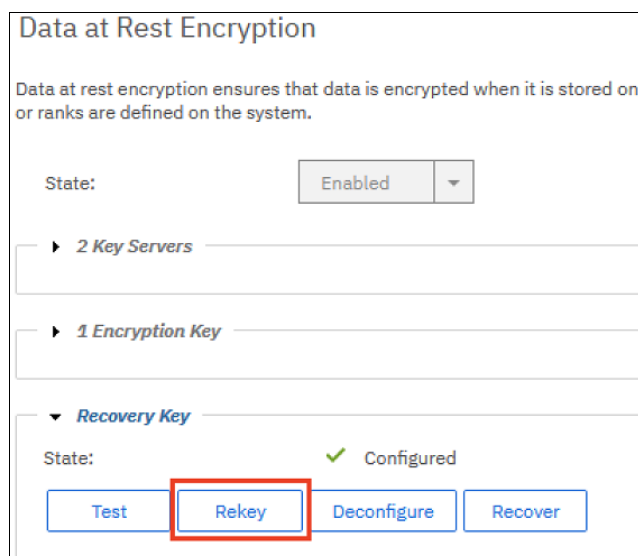 Data at Rest Encryption
Data at rest encryption ensures that data is encrypted when it is stored on
or ranks are defined on the system.
State: Enabled
2 Key Servers
1 Encryption Key
Recovery Key
State: Configured
Test Rekey Deconfigure Recover